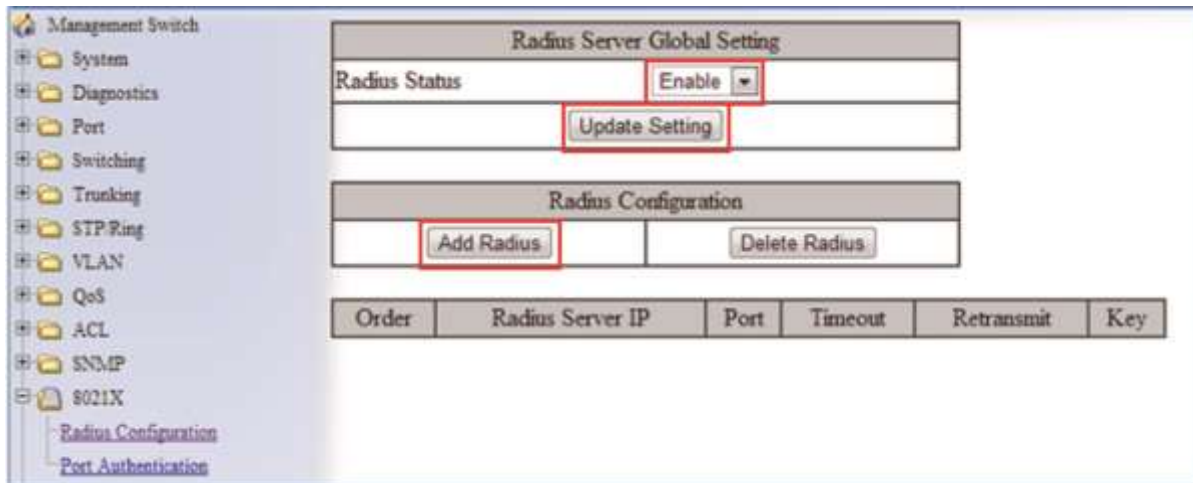 Management Switch
System
Diagnostics
Port
Switching
Trunking
STP/Ring
VLAN
QoS
ACL
SNMP
8021X
Radius Configuration
Port Authentication
Radius Server Global Setting
Radius Status Enable
Update Setting
Radius Configuration
Add Radius Delete Radius
Order Radius Server IP Port Timeout Retransmit Key